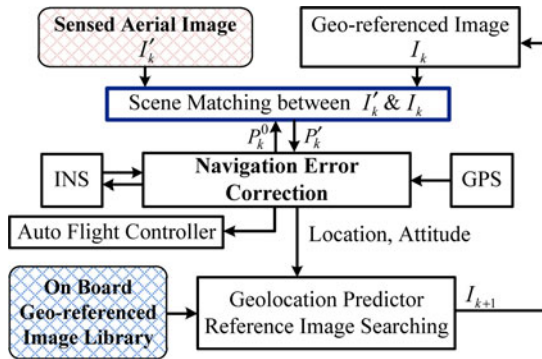 Sensed Aerial Image
I′ₖ
Geo-referenced Image
Iₖ
Scene Matching between I′ₖ & Iₖ
P⁰ₖ P′ₖ
INS
Navigation Error
Correction
GPS
Auto Flight Controller
Location, Attitude
On Board
Geo-referenced
Image Library
Geolocation Predictor
Reference Image Searching
Iₖ₊₁